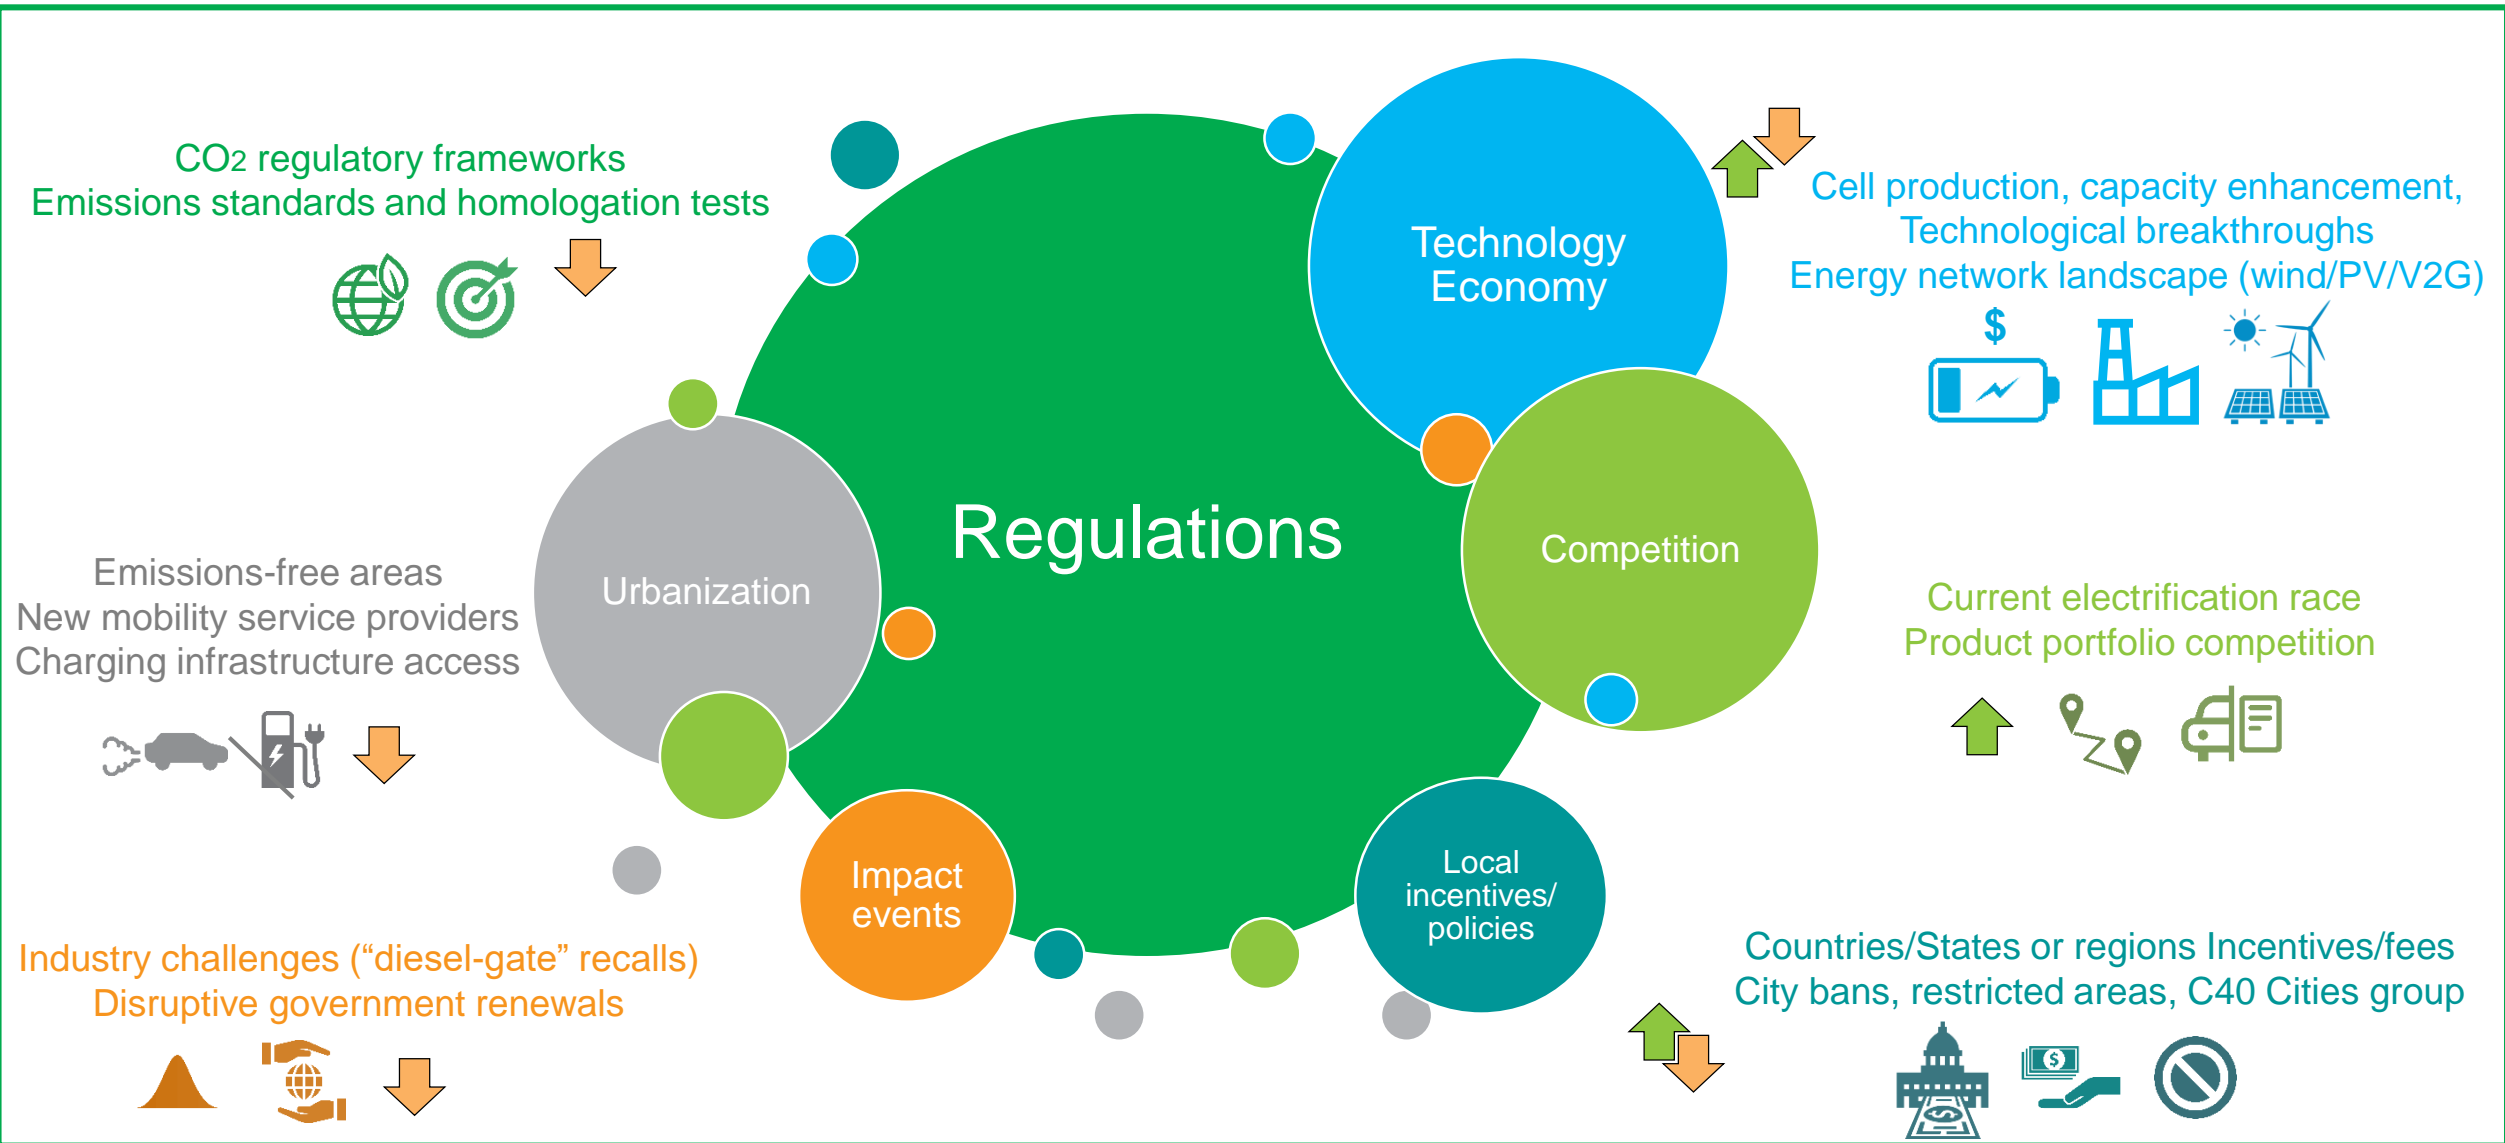 CO2 regulatory frameworks
Emissions standards and homologation tests
Technology
Economy
Cell production, capacity enhancement,
Technological breakthroughs
Energy network landscape (wind/PV/V2G)
$
Regulations
Competition
Urbanization
Emissions-free areas
New mobility service providers
Charging infrastructure access
Current electrification race
Product portfolio competition
Impact
events
Local
incentives/
policies
Industry challenges (“diesel-gate” recalls)
Disruptive government renewals
Countries/States or regions Incentives/fees
City bans, restricted areas, C40 Cities group
$
$